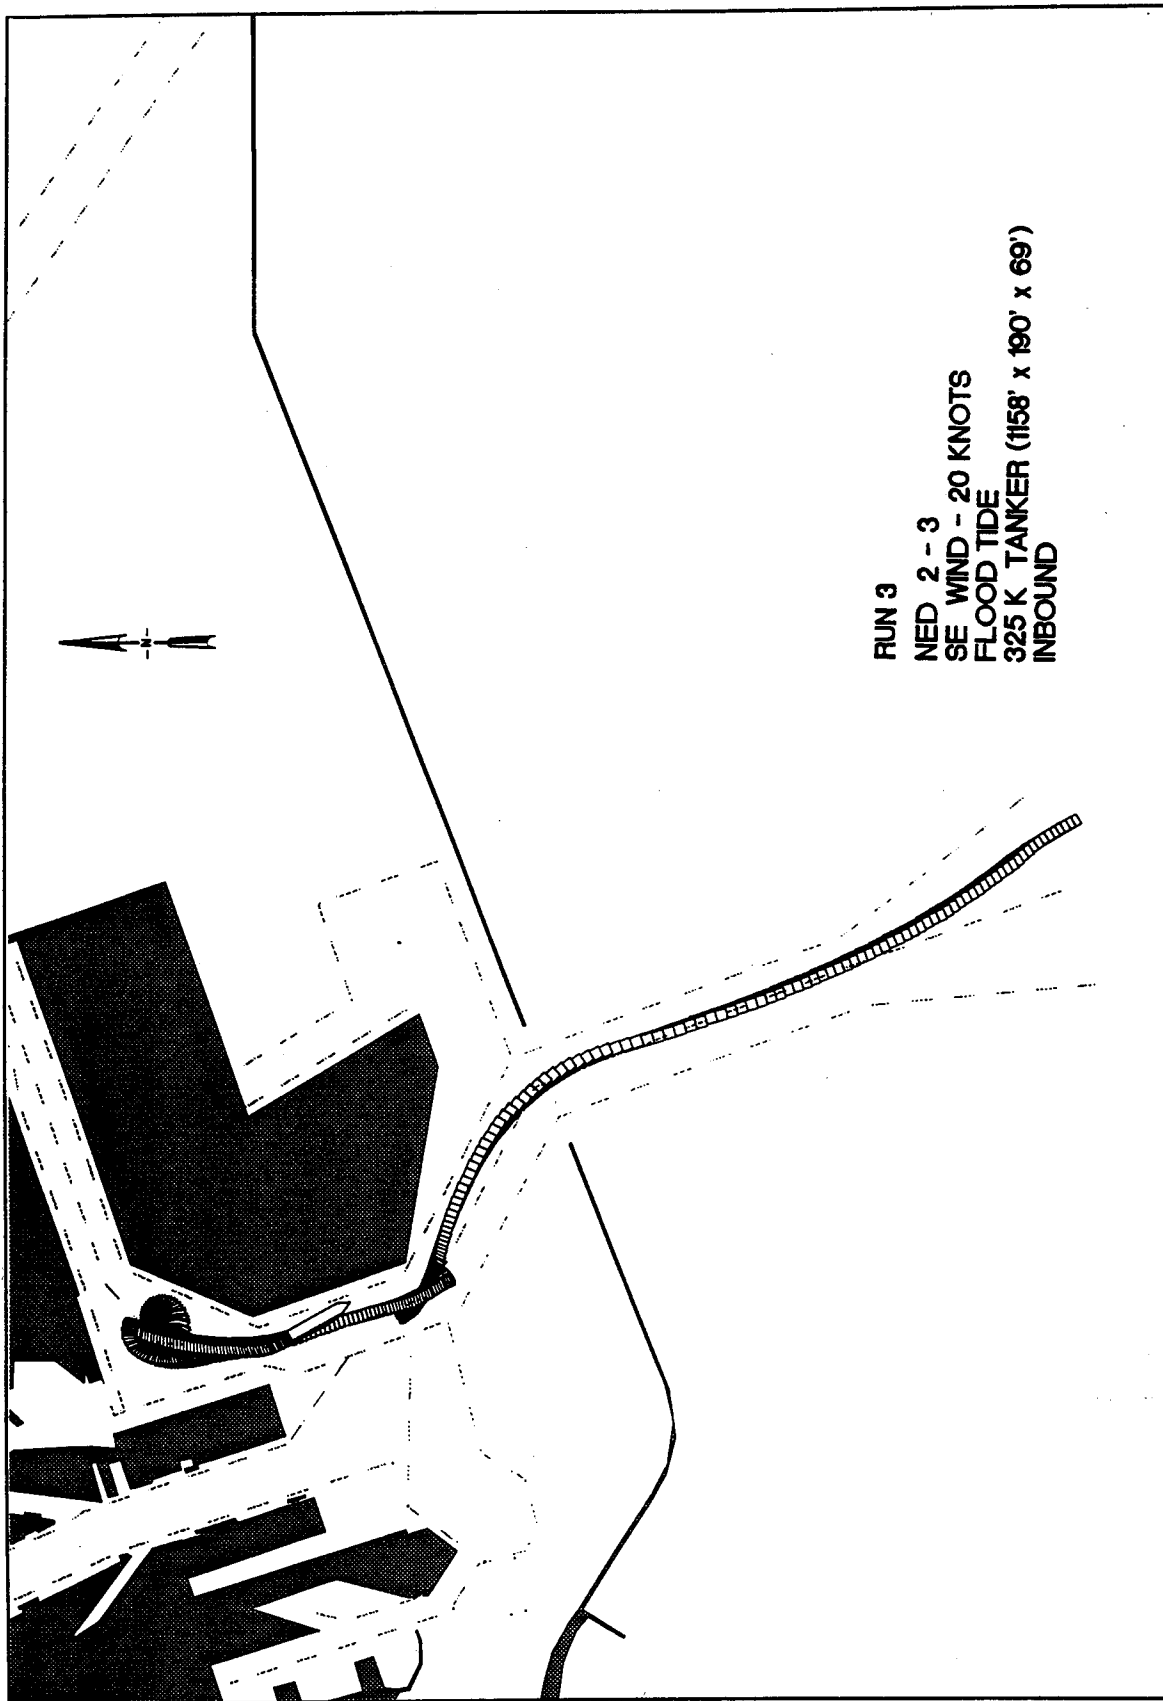 N
RUN 3
NED 2 - 3
SE WIND - 20 KNOTS
FLOOD TIDE
325 K TANKER (1158' x 190' x 69')
INBOUND